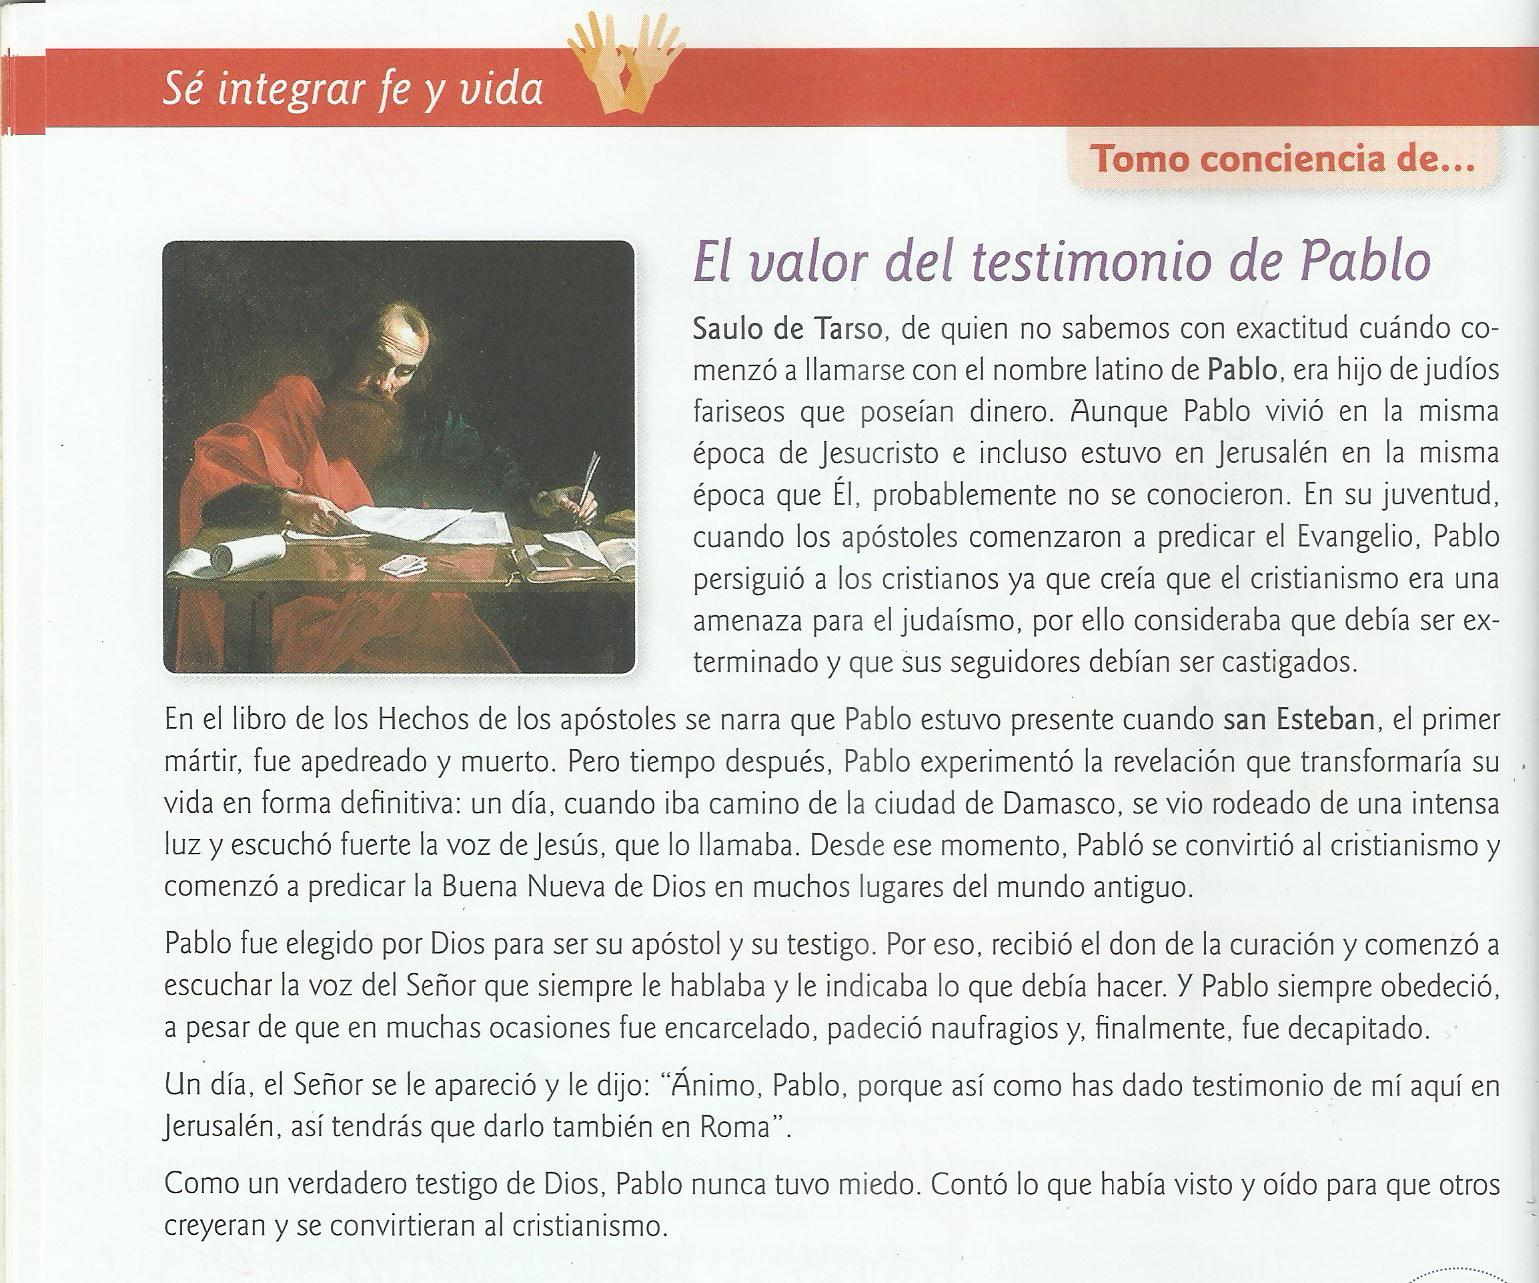 Sé integrar fe y vida
Tomo conciencia de...
El valor del testimonio de Pablo
Saulo de Tarso, de quien no sabemos con exactitud cuándo co-
menzó a llamarse con el nombre latino de Pablo, era hijo de judíos
fariseos que poseían dinero. Aunque Pablo vivió en la misma
época de Jesucristo e incluso estuvo en Jerusalén en la misma
época que Él, probablemente no se conocieron. En su juventud,
cuando los apóstoles comenzaron a predicar el Evangelio, Pablo
persiguió a los cristianos ya que creía que el cristianismo era una
amenaza para el judaísmo, por ello consideraba que debía ser ex-
terminado y que sus seguidores debían ser castigados.
En el libro de los Hechos de los apóstoles se narra que Pablo estuvo presente cuando san Esteban, el primer
mártir, fue apedreado y muerto. Pero tiempo después, Pablo experimentó la revelación que transformaría su
vida en forma definitiva: un día, cuando iba camino de la ciudad de Damasco, se vio rodeado de una intensa
luz y escuchó fuerte la voz de Jesús, que lo llamaba. Desde ese momento, Pabló se convirtió al cristianismo y
comenzó a predicar la Buena Nueva de Dios en muchos lugares del mundo antiguo.
Pablo fue elegido por Dios para ser su apóstol y su testigo. Por eso, recibió el don de la curación y comenzó a
escuchar la voz del Señor que siempre le hablaba y le indicaba lo que debía hacer. Y Pablo siempre obedeció,
a pesar de que en muchas ocasiones fue encarcelado, padeció naufragios y, finalmente, fue decapitado.
Un día, el Señor se le apareció y le dijo: “Ánimo, Pablo, porque así como has dado testimonio de mí aquí en
Jerusalén, así tendrás que darlo también en Roma”.
Como un verdadero testigo de Dios, Pablo nunca tuvo miedo. Contó lo que había visto y oído para que otros
creyeran y se convirtieran al cristianismo.